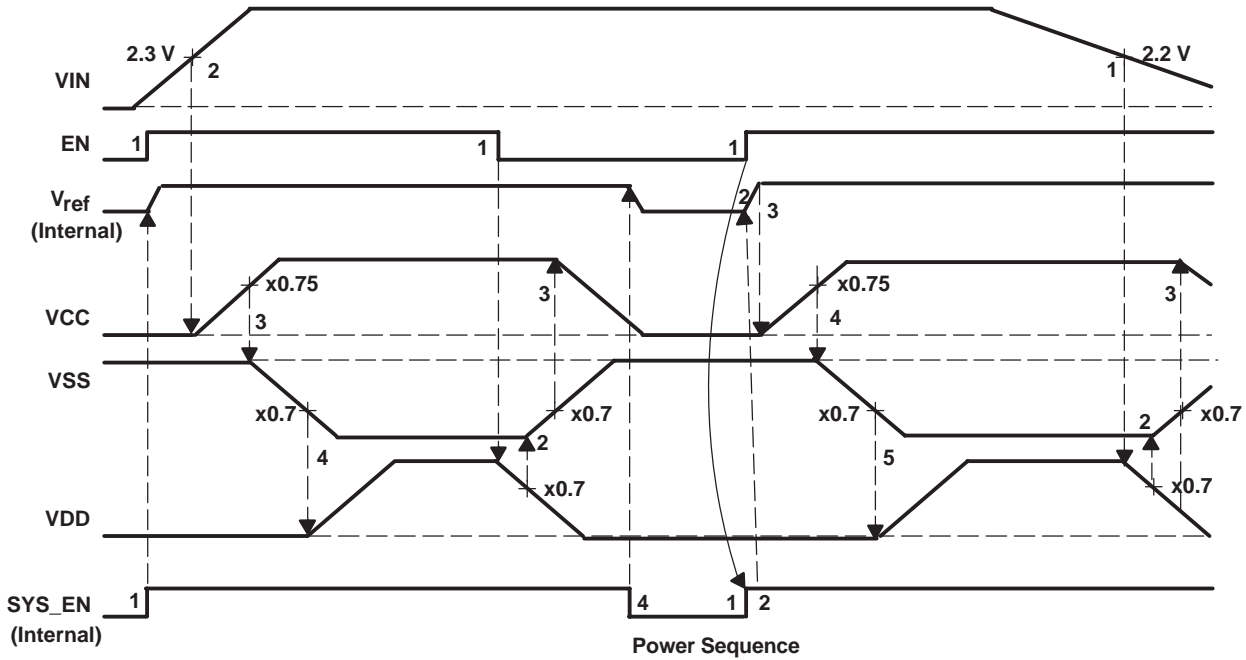 2.3 V
2
1
2.2 V
VIN
EN
1
1
1
Vref
(Internal)
2
3
x0.75
3
3
VCC
x0.75
4
3
VSS
x0.7
4
2
x0.7
x0.7
x0.7
5
2
x0.7
x0.7
VDD
SYS_EN
(Internal)
1
4
1
2
Power Sequence